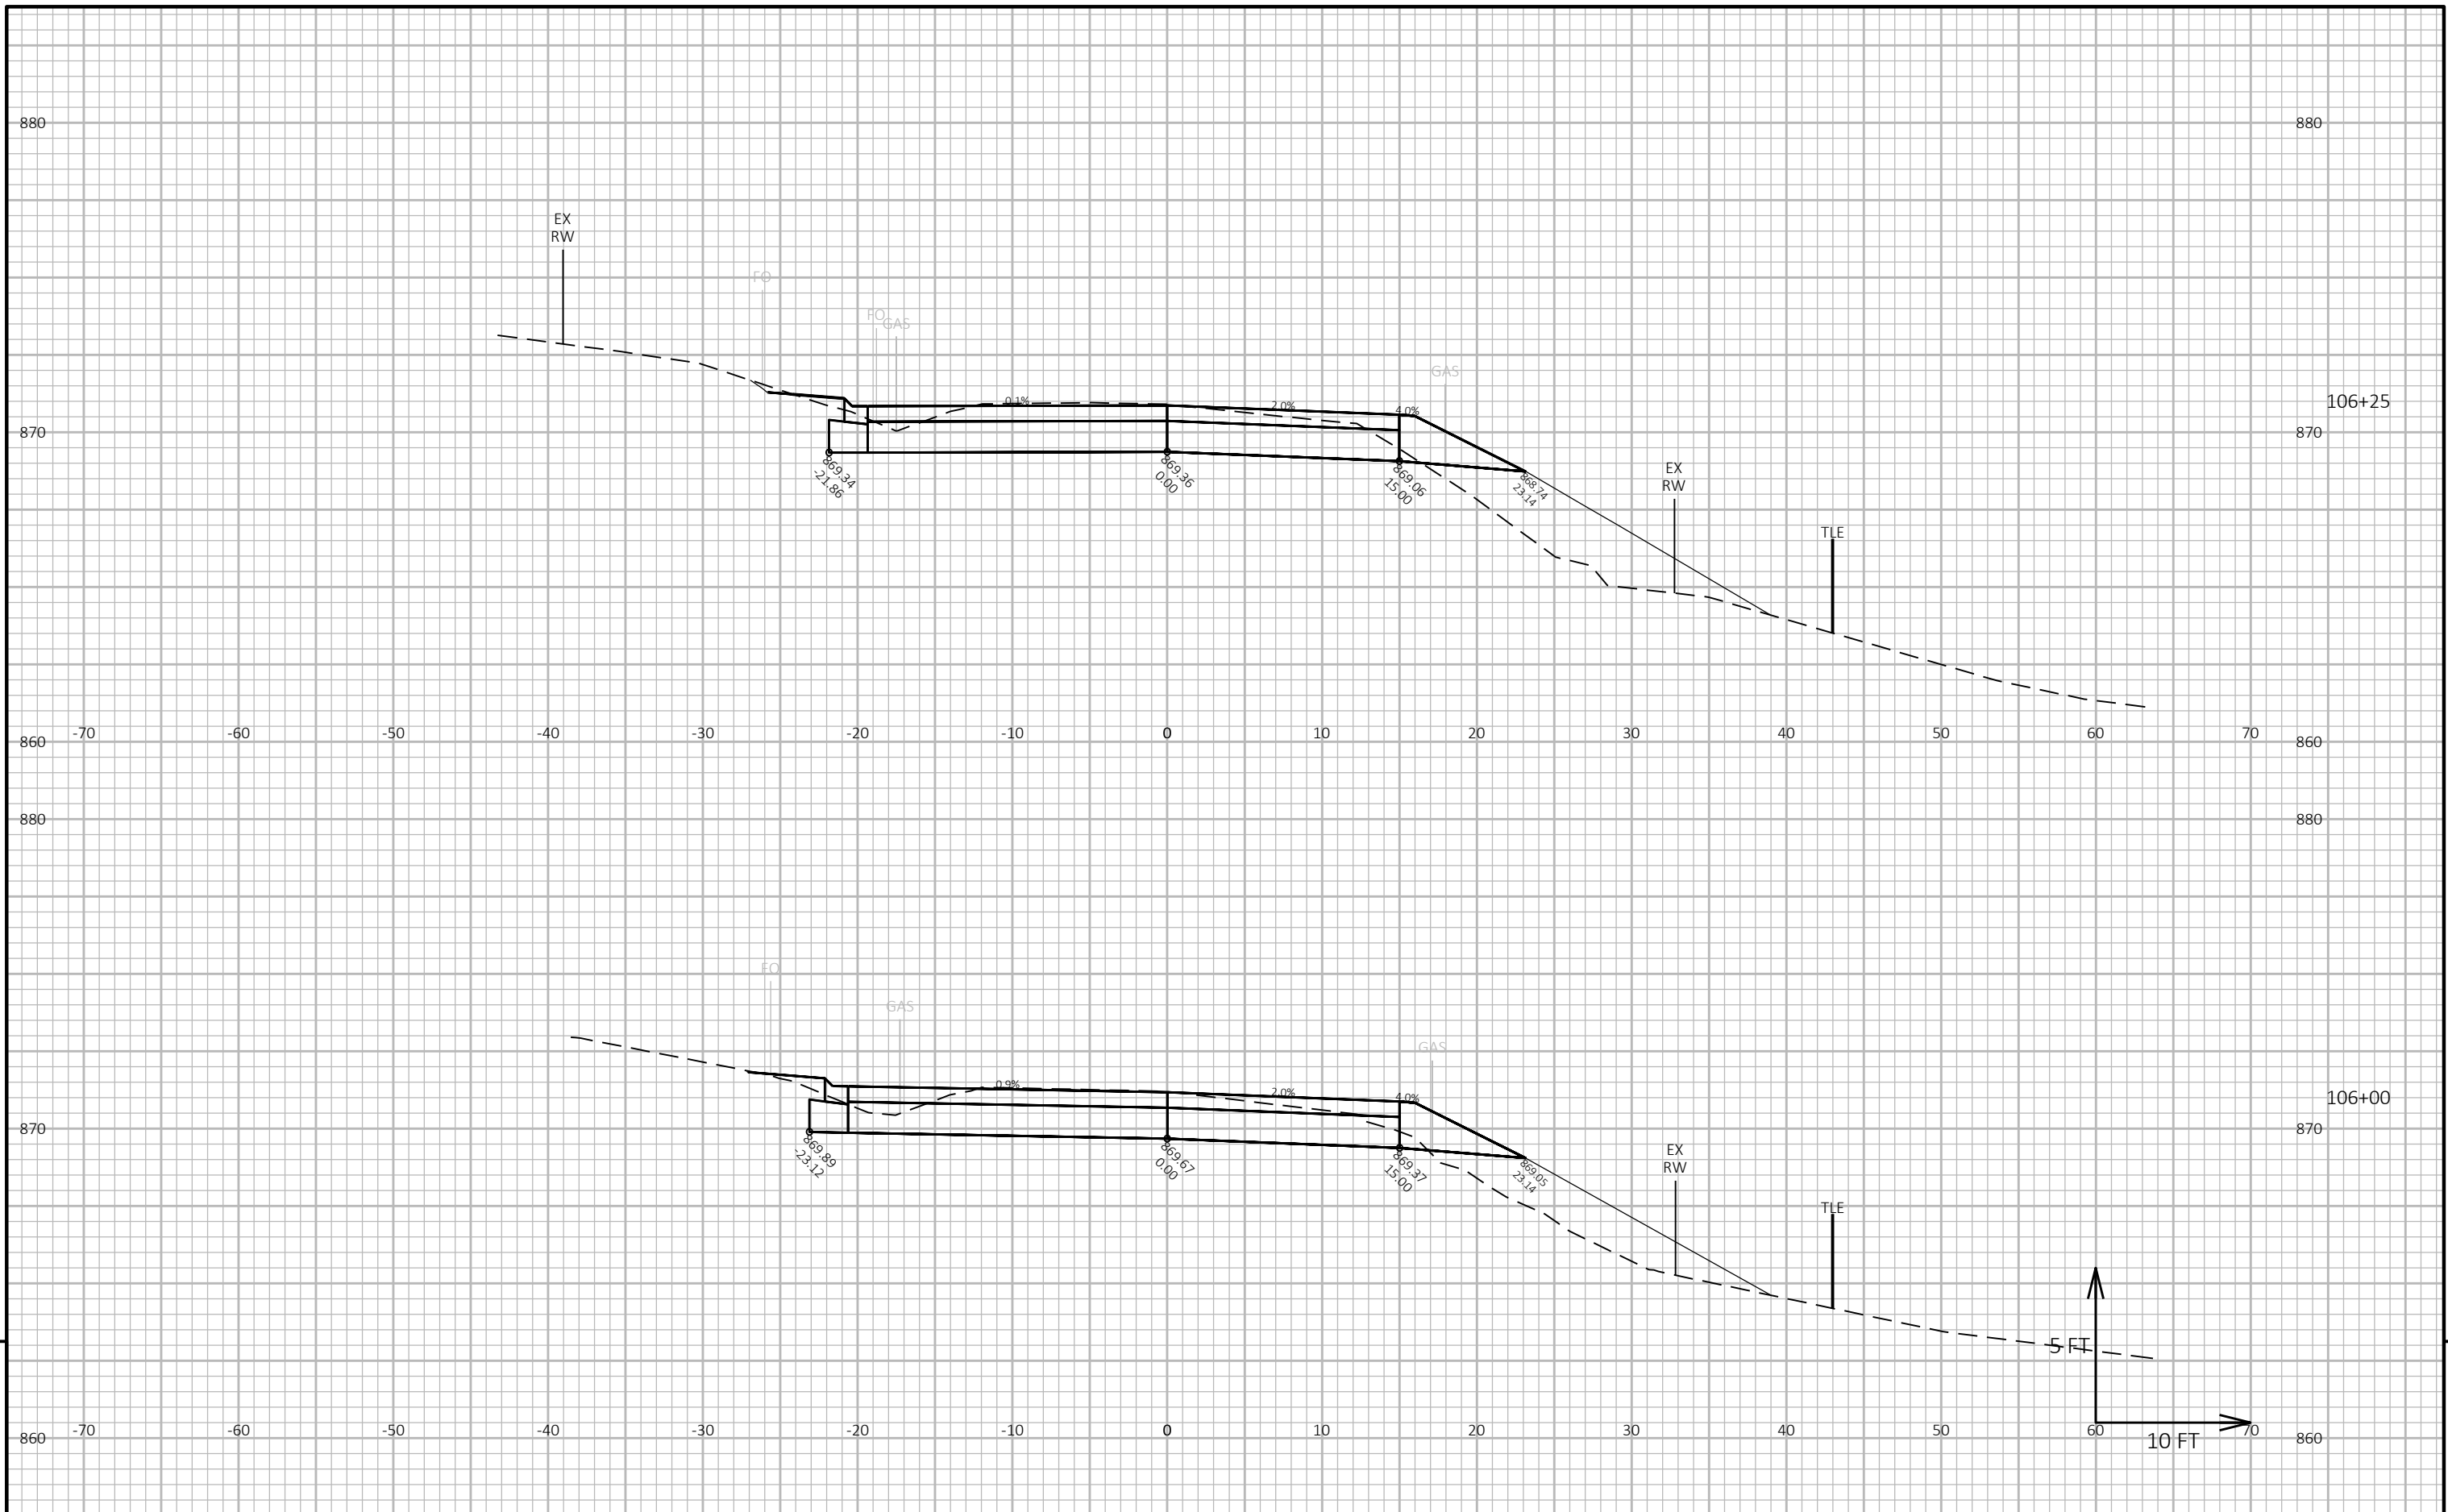 880 880
EX
RW
FO
FO
GAS
GAS
0.1%
2.0%
4.0%
106+25
870 870
869.34
-21.86
869.36
0.00
869.06
15.00
868.74
23.14
EX
RW
TLE
-70 -60 -50 -40 -30 -20 -10 0 10 20 30 40 50 60 70
860 860
880 880
FO
GAS
GAS
0.9%
2.0%
4.0%
106+00
870 870
869.89
-23.12
869.67
0.00
869.37
15.00
869.05
23.14
EX
RW
TLE
5 FT
-70 -60 -50 -40 -30 -20 -10 0 10 20 30 40 50 60 70
860 860
10 FT